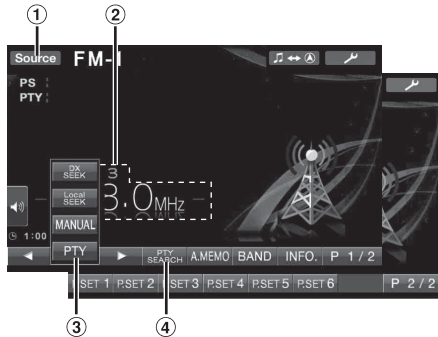 ① ②
Source FM-1
PS :
PTY :
DX SEEK
3
Local SEEK
3.0MHz
MANUAL
1:00
PTY
PTY SEARCH A.MEMO BAND INFO. P 1/2
P.SET 1 P.SET 2 P.SET 3 P.SET 4 P.SET 5 P.SET 6 P 2/2
③ ④